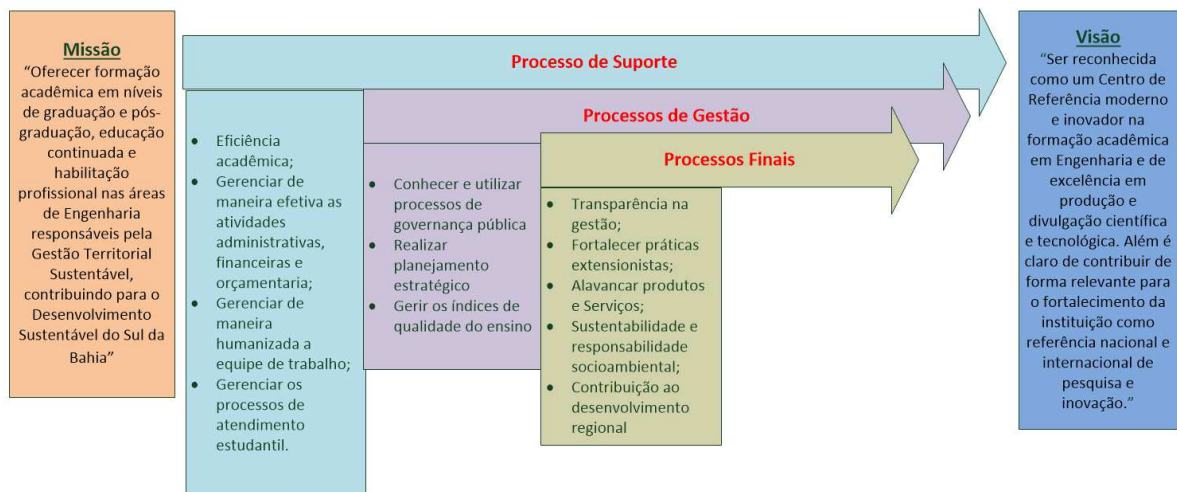 Missão
“Oferecer formação
acadêmica em níveis
de graduação e pós-
graduação, educação
continuada e
habilitação
profissional nas áreas
de Engenharia
responsáveis pela
Gestão Territorial
Sustentável,
contribuindo para o
Desenvolvimento
Sustentável do Sul da
Bahia”
Processo de Suporte
• Eficiência
acadêmica;
• Gerenciar de
maneira efetiva as
atividades
administrativas,
financeiras e
orçamentaria;
• Gerenciar de
maneira
humanizada a
equipe de trabalho;
• Gerenciar os
processos de
atendimento
estudantil.
Processos de Gestão
• Conhecer e utilizar
processos de
governança pública
• Realizar
planejamento
estratégico
• Gerir os índices de
qualidade do ensino
Processos Finais
• Transparência na
gestão;
• Fortalecer práticas
extensionistas;
• Alavancar produtos
e Serviços;
• Sustentabilidade e
responsabilidade
socioambiental;
• Contribuição ao
desenvolvimento
regional
Visão
“Ser reconhecida
como um Centro de
Referência moderno
e inovador na
formação acadêmica
em Engenharia e de
excelência em
produção e
divulgação científica
e tecnológica. Além é
claro de contribuir de
forma relevante para
o fortalecimento da
instituição como
referência nacional e
internacional de
pesquisa e
inovação.”